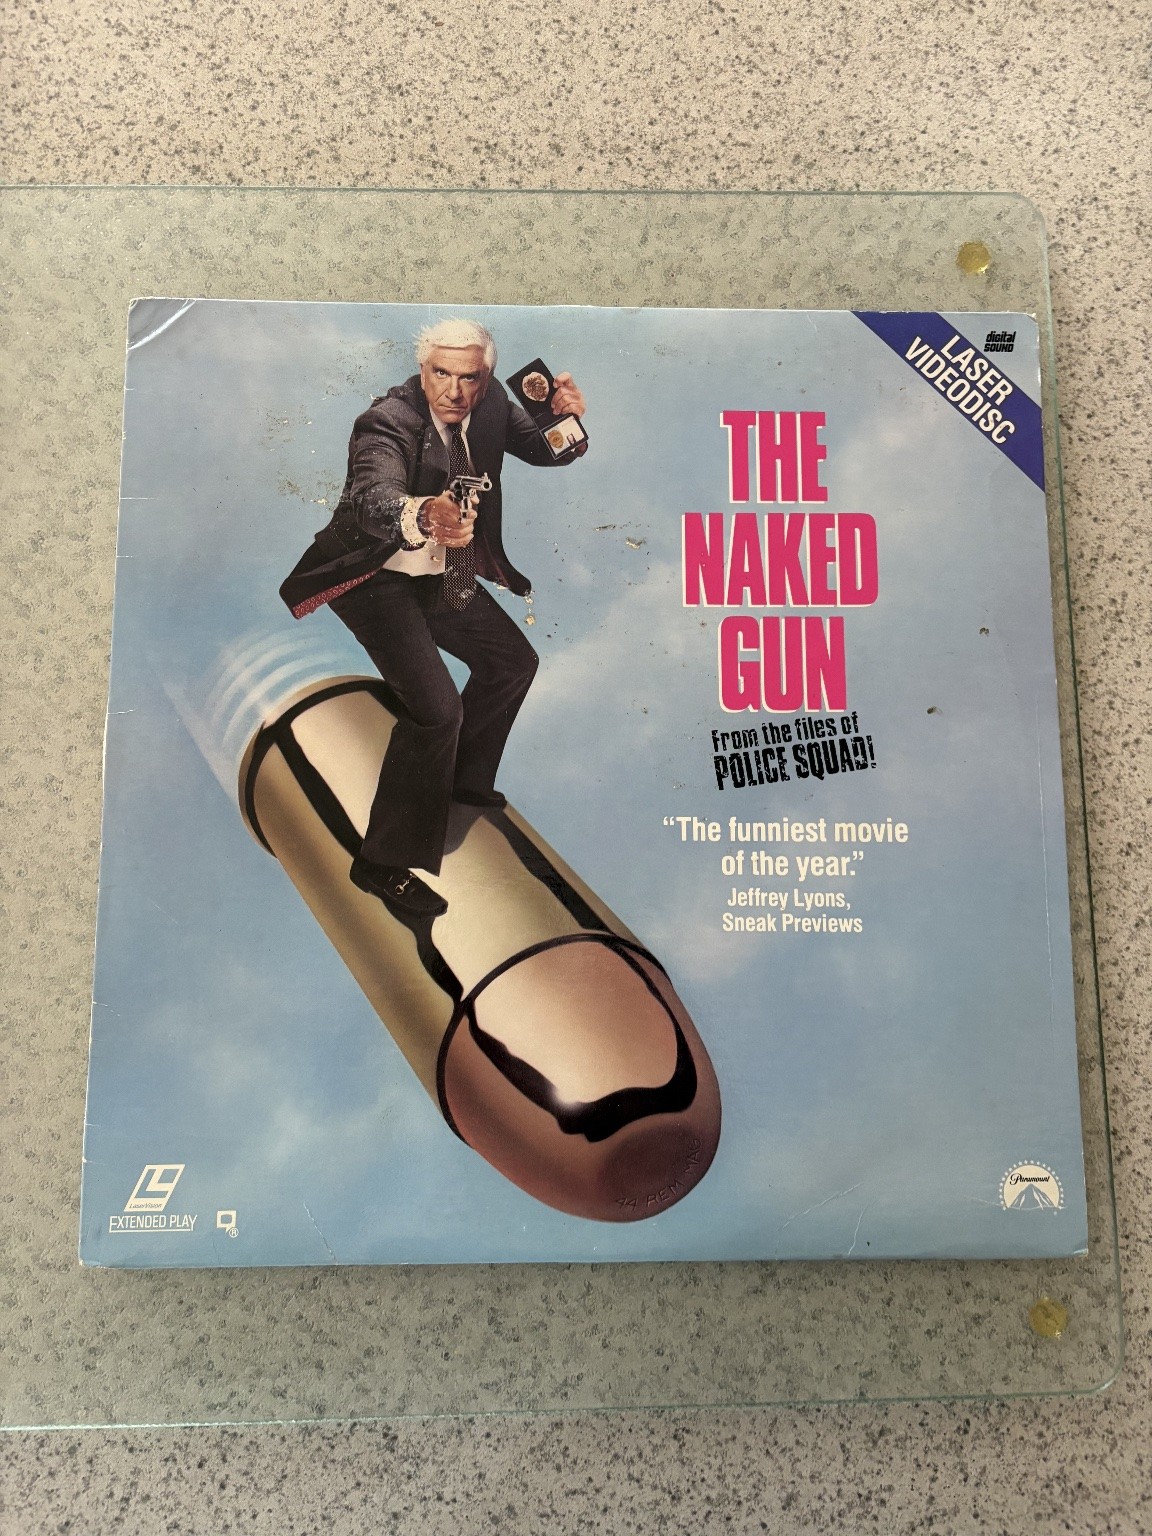 digital
SOUND
LASER
VIDEODISC
THE
NAKED
GUN
From the files of
POLICE SQUAD!
“The funniest movie
of the year.”
Jeffrey Lyons,
Sneak Previews
LaserVision
EXTENDED PLAY
®
Paramount